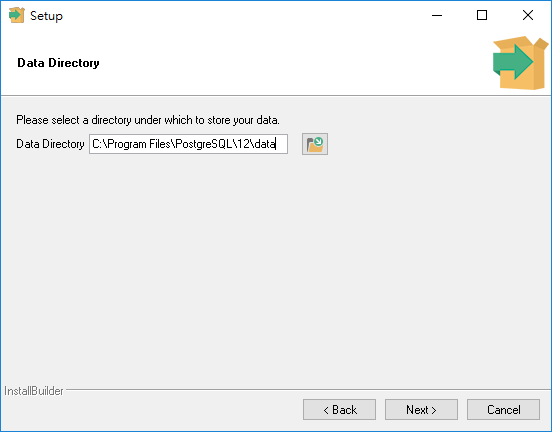 Setup
Data Directory
Please select a directory under which to store your data.
Data Directory C:\Program Files\PostgreSQL\12\data
InstallBuilder
< Back Next > Cancel